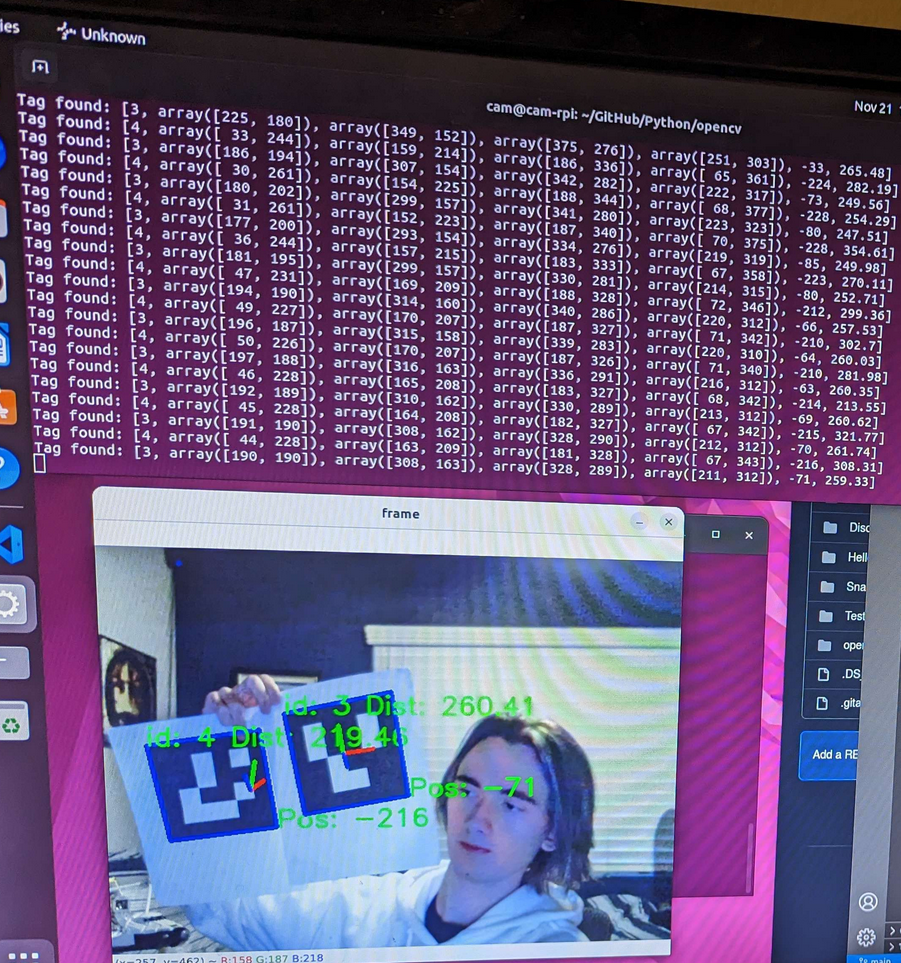 ies
Unknown
Nov 21
cam@cam-rpi: ~/GitHub/Python/opencv
Tag found: [3, array([225, 180]), array([349, 152]), array([375, 276]), array([251, 303]), -33, 265.48]
Tag found: [4, array([ 33, 244]), array([159, 214]), array([186, 336]), array([ 65, 361]), -224, 282.19]
Tag found: [3, array([186, 194]), array([307, 154]), array([342, 282]), array([222, 317]), -73, 249.56]
Tag found: [4, array([ 30, 261]), array([154, 225]), array([188, 344]), array([ 68, 377]), -228, 254.29]
Tag found: [3, array([180, 202]), array([299, 157]), array([341, 280]), array([223, 323]), -80, 247.51]
Tag found: [4, array([ 31, 261]), array([152, 223]), array([187, 340]), array([ 70, 375]), -228, 354.61]
Tag found: [3, array([177, 200]), array([293, 154]), array([334, 276]), array([219, 319]), -85, 249.98]
Tag found: [4, array([ 36, 244]), array([157, 215]), array([183, 333]), array([ 67, 358]), -223, 270.11]
Tag found: [3, array([181, 195]), array([299, 157]), array([330, 281]), array([214, 315]), -80, 252.71]
Tag found: [4, array([ 47, 231]), array([169, 209]), array([188, 328]), array([ 72, 346]), -212, 299.36]
Tag found: [3, array([194, 190]), array([314, 160]), array([340, 286]), array([220, 312]), -66, 257.53]
Tag found: [4, array([ 49, 227]), array([170, 207]), array([187, 327]), array([ 71, 342]), -210, 302.7]
Tag found: [3, array([196, 187]), array([315, 158]), array([339, 283]), array([220, 310]), -64, 260.03]
Tag found: [4, array([ 50, 226]), array([170, 207]), array([187, 326]), array([ 71, 340]), -210, 281.98]
Tag found: [3, array([197, 188]), array([316, 163]), array([336, 291]), array([216, 312]), -63, 260.35]
Tag found: [4, array([ 46, 228]), array([165, 208]), array([183, 327]), array([ 68, 342]), -214, 213.55]
Tag found: [3, array([192, 189]), array([310, 162]), array([330, 289]), array([213, 312]), -69, 260.62]
Tag found: [4, array([ 45, 228]), array([164, 208]), array([182, 327]), array([ 67, 342]), -215, 321.77]
Tag found: [3, array([191, 190]), array([308, 162]), array([328, 290]), array([212, 312]), -70, 261.74]
Tag found: [4, array([ 44, 228]), array([163, 209]), array([181, 328]), array([ 67, 343]), -216, 308.31]
Tag found: [3, array([190, 190]), array([308, 163]), array([328, 289]), array([211, 312]), -71, 259.33]
frame
id: 3 Dist: 260.41
id: 4 Dist: 219.46
Pos: -71
Pos: -216
(x=257, y=462) ~ R:158 G:187 B:218
Disc
Hell
Sna
Test
ope
.DS
.gita
Add a RE
main